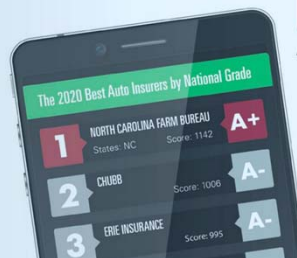 The 2020 Best Auto Insurers by National Grade
1
NORTH CAROLINA FARM BUREAU
A+
States: NC
Score: 1142
2
CHUBB
Score: 1006
A-
3
ERIE INSURANCE
Score: 995
A-